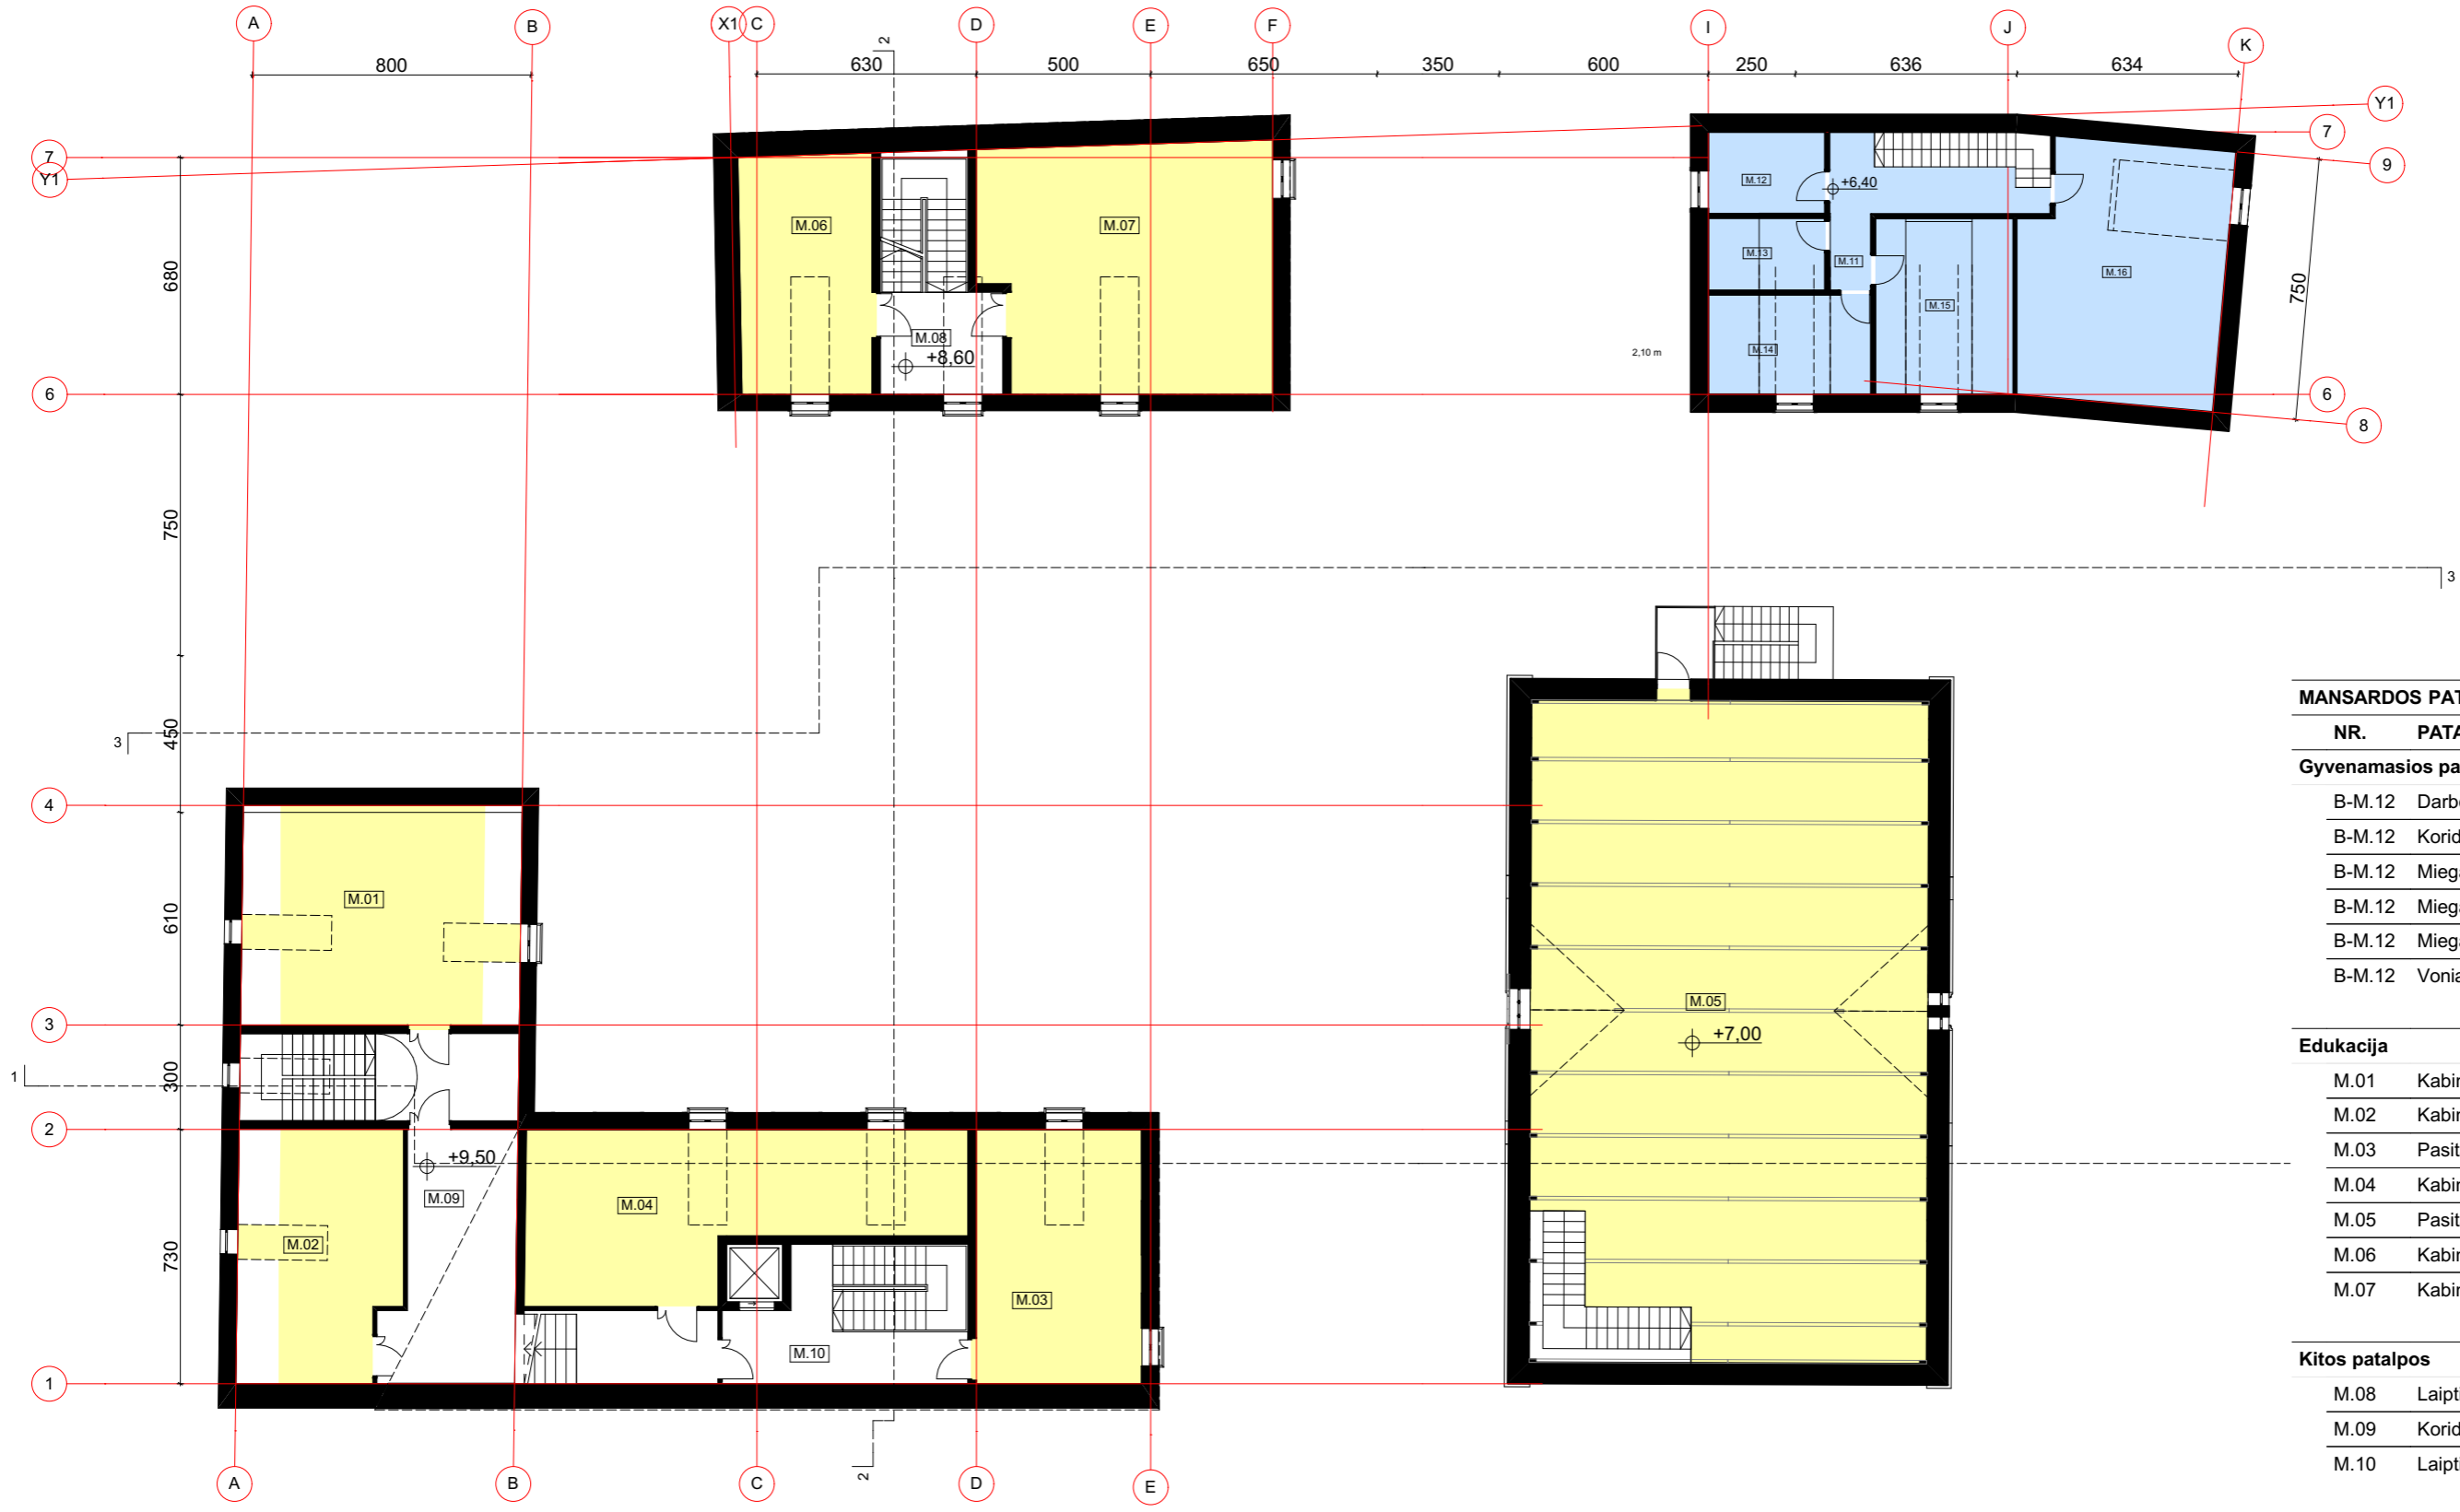 A
B
X1
C
D
E
F
I
J
K
2
800
630
500
650
350
600
250
636
634
Y1
7
7
9
Y1
M.06
M.07
M.12
+6,40
680
M.13
M.11
M.16
M.15
750
M.08
+8,60
2,10 m
M.14
6
6
8
750
3
450
3
MANSARDOS PAT
NR. PATA
Gyvenamasios pa
B-M.12 Darb
B-M.12 Korid
B-M.12 Mieg
B-M.12 Mieg
B-M.12 Mieg
B-M.12 Vonia
4
M.01
610
M.05
+7,00
3
1
300
2
+9,50
M.09
M.04
M.02
730
M.03
M.10
1
Edukacija
M.01 Kabin
M.02 Kabin
M.03 Pasit
M.04 Kabin
M.05 Pasit
M.06 Kabin
M.07 Kabin
Kitos patalpos
M.08 Laipt
M.09 Korid
M.10 Laipt
2
A
B
C
D
E